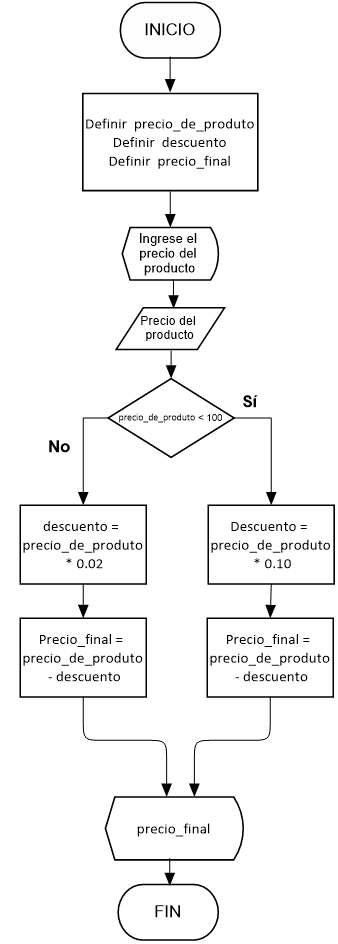 INICIO
Definir precio_de_produto
Definir descuento
Definir precio_final
Ingrese el
precio del
producto
Precio del
producto
precio_de_produto < 100
Sí
No
descuento =
precio_de_produto
* 0.02
Descuento =
precio_de_produto
* 0.10
Precio_final =
precio_de_produto
- descuento
Precio_final =
precio_de_produto
- descuento
precio_final
FIN